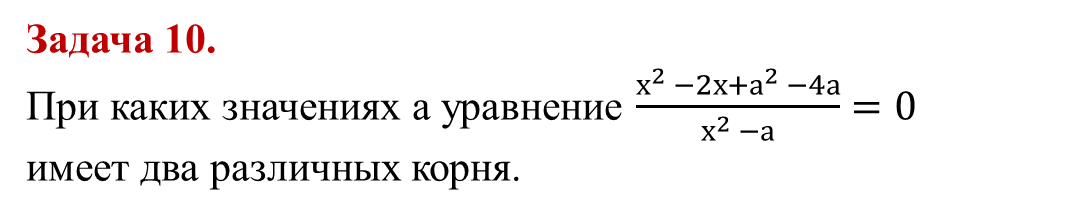 Задача 10.
При каких значениях а уравнение (x² −2x+a² −4a)/(x² −a) = 0
имеет два различных корня.